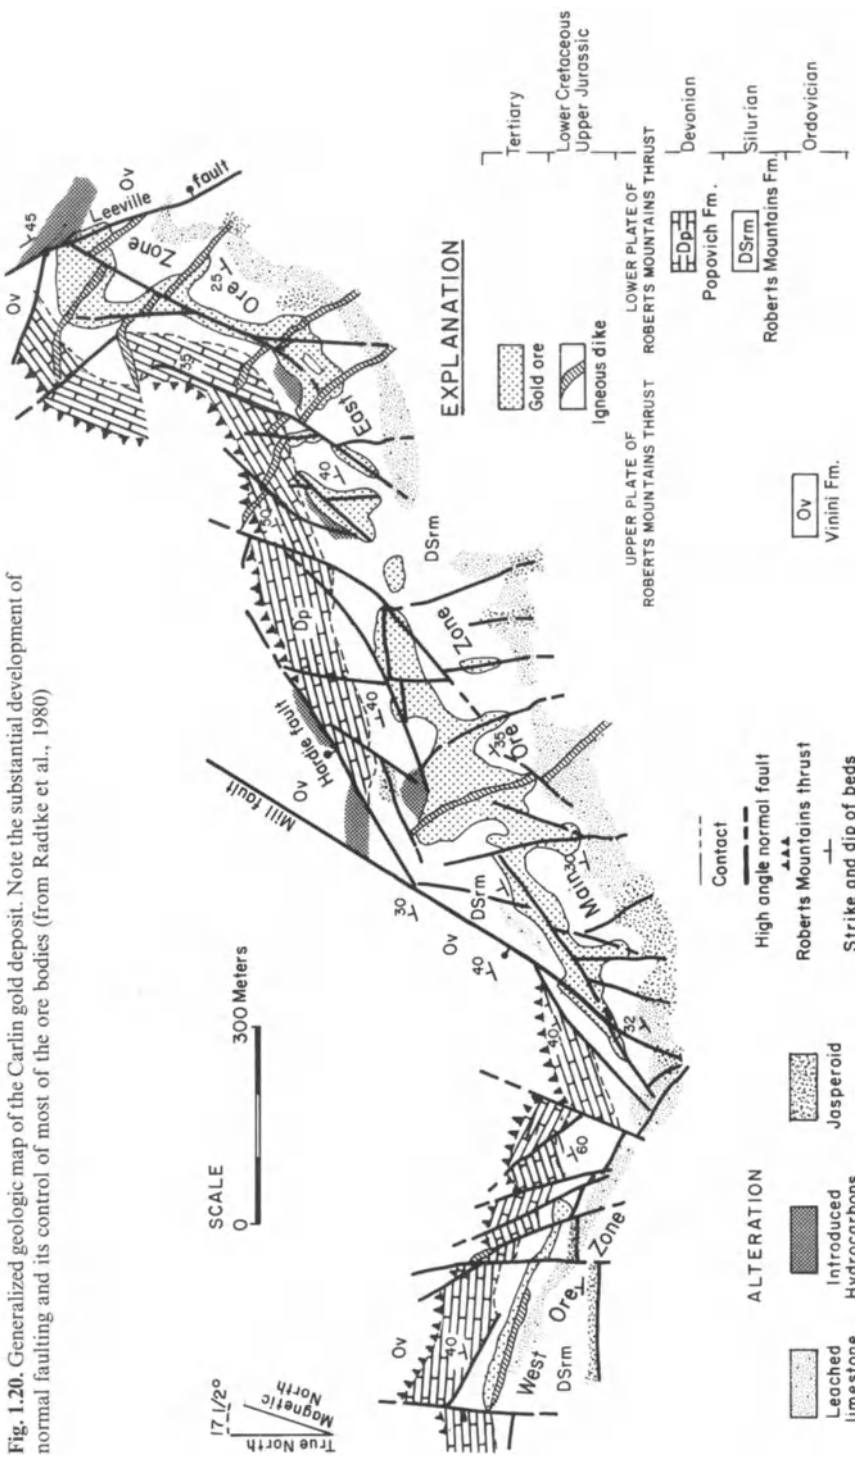 Fig. 1.20. Generalized geologic map of the Carlin gold deposit. Note the substantial development of
normal faulting and its control of most of the ore bodies (from Radtke et al., 1980)
17 1/2°
True North
Magnetic
North
SCALE
0 300 Meters
Ov
40
West
Ore
Zone
DSrm
60
40
Mill fault
Ov
30
Ov
40
32
DSrm
Hardie fault
Dp
40
Main
Ore
Zone
30
35
DSrm
50
40
East
Ore
Zone
35
25
Ov
45
Ov
Leeville
fault
EXPLANATION
Gold ore
Igneous dike
Tertiary
Lower Cretaceous
Upper Jurassic
UPPER PLATE OF
ROBERTS MOUNTAINS THRUST
LOWER PLATE OF
ROBERTS MOUNTAINS THRUST
Dp
Popovich Fm.
Devonian
DSrm
Roberts Mountains Fm.
Silurian
Ov
Vinini Fm.
Ordovician
ALTERATION
Leached
limestone
Introduced
Hydrocarbons
Jasperoid
Contact
High angle normal fault
Roberts Mountains thrust
Strike and dip of beds